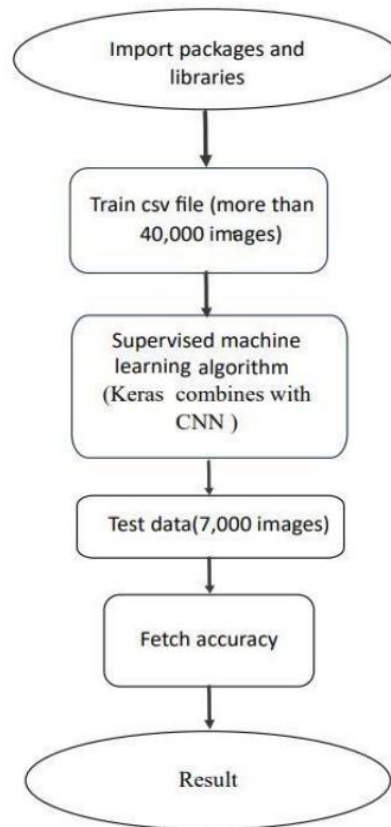 Import packages and
libraries
Train csv file (more than
40,000 images)
Supervised machine
learning algorithm
(Keras combines with
CNN )
Test data(7,000 images)
Fetch accuracy
Result